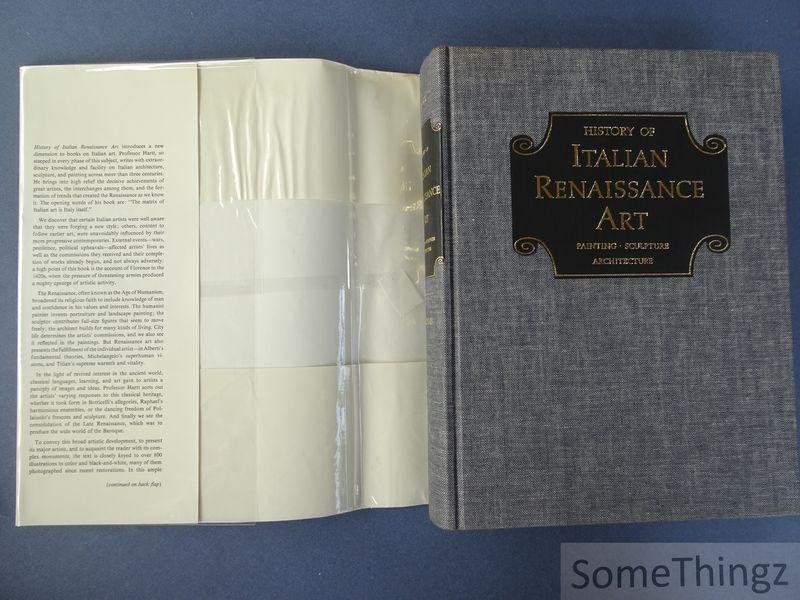 History of Italian Renaissance Art introduces a new
dimension to books on Italian art. Professor Hartt, so
steeped in every phase of this subject, writes with extraor-
dinary knowledge and facility on Italian architecture,
sculpture, and painting across more than three centuries.
He brings into high relief the decisive achievements of
great artists, the interchanges among them, and the for-
mation of trends that created the Renaissance as we know
it. The opening words of his book are: "The matrix of
Italian art is Italy itself."
We discover that certain Italian artists were well aware
that they were forging a new style; others, content to
follow earlier art, were unavoidably influenced by their
more progressive contemporaries. External events—wars,
pestilence, political upheavals—affected artists' lives as
well as the commissions they received and their comple-
tion of works already begun, and not always adversely:
a high point of this book is the account of Florence in the
1420s, when the pressure of threatening armies produced
a mighty upsurge of artistic activity.
The Renaissance, often known as the Age of Humanism,
broadened its religious faith to include knowledge of man
and confidence in his values and interests. The humanist
painter invents portraiture and landscape painting; the
sculptor contributes full-size figures that seem to move
freely; the architect builds for many kinds of living. City
life determines the artists' commissions, and we also see
it reflected in the paintings. But Renaissance art also
presents the fulfillment of the individual artist—in Alberti's
fundamental theories, Michelangelo's superhuman vi-
sions, and Titian's supreme warmth and vitality.
In the light of revived interest in the ancient world,
classical languages, learning, and art gave to artists a
panoply of images and ideas. Professor Hartt sorts out
the artists' varying responses to this classical heritage,
whether it took form in Botticelli's allegories, Raphael's
harmonious ensembles, or the dancing freedom of Pol-
laiuolo's frescoes and sculpture. And finally we see the
consolidation of the Late Renaissance, which was to
produce the wide world of the Baroque.
To convey this broad artistic development, to present
its major artists, and to acquaint the reader with its com-
plex monuments, the text is closely keyed to over 800
illustrations in color and black-and-white, many of them
photographed since recent restorations. In this ample
(continued on back flap)
HISTORY OF
ITALIAN
RENAISSANCE
ART
PAINTING · SCULPTURE
ARCHITECTURE
SomeThingz